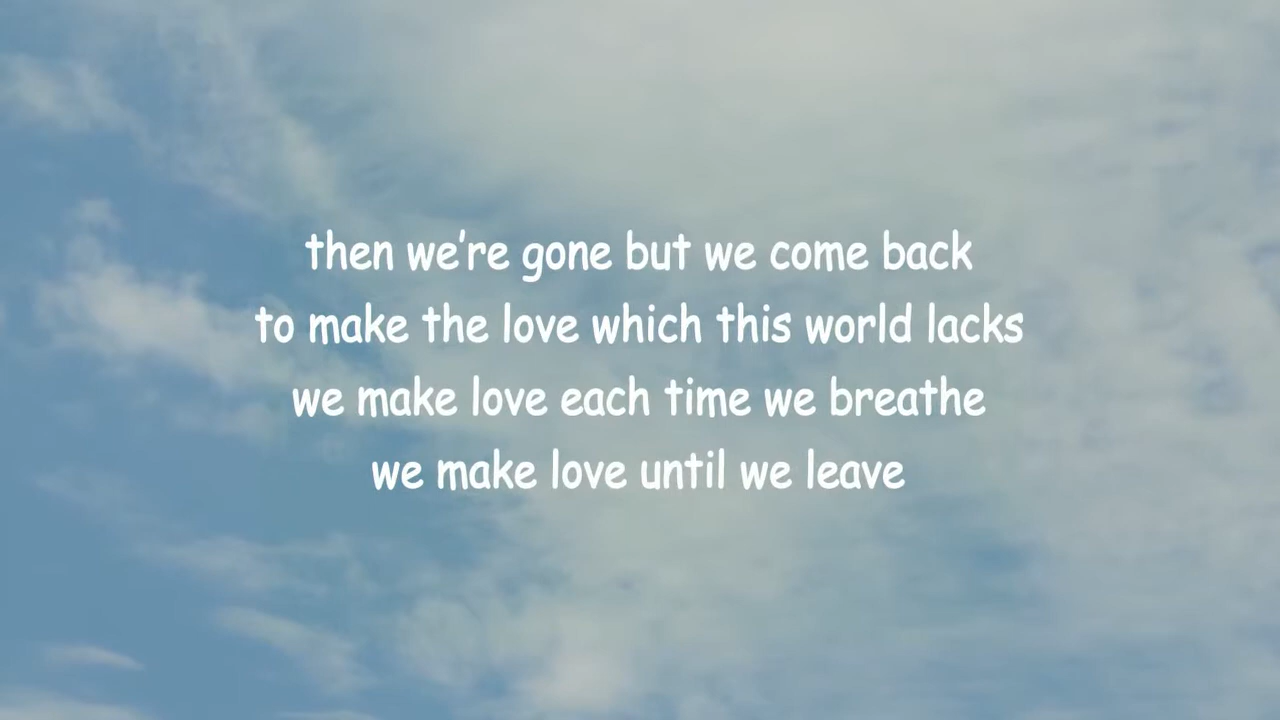 then we’re gone but we come back
to make the love which this world lacks
we make love each time we breathe
we make love until we leave